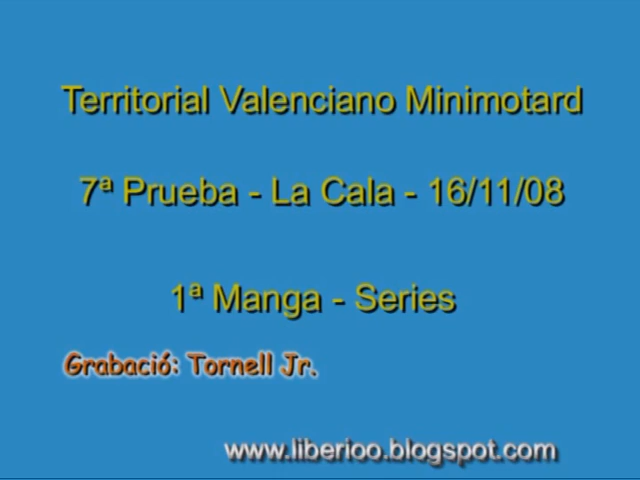 Territorial Valenciano Minimotard
7ª Prueba - La Cala - 16/11/08
1ª Manga - Series
Grabació: Tornell Jr.
www.liberioo.blogspot.com